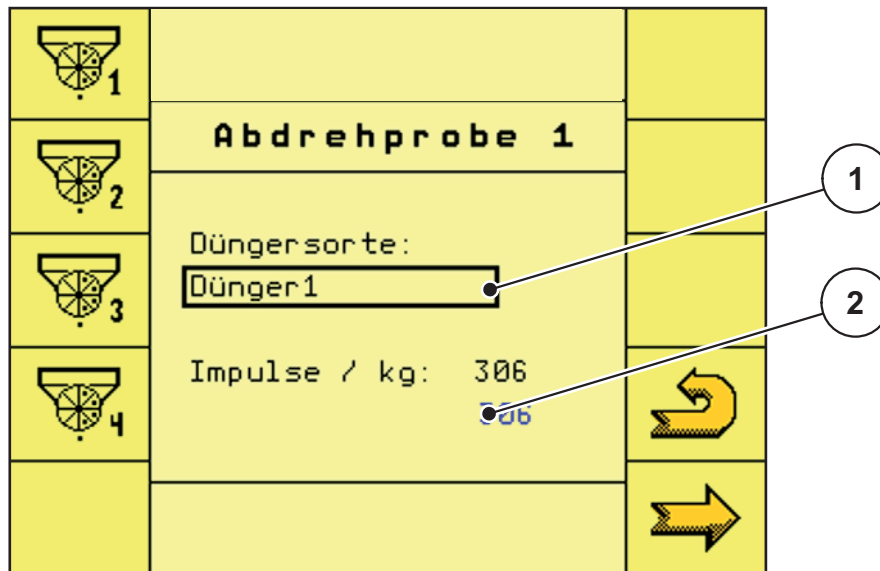 1
Abdrehprobe 1
2
1
Düngersorte:
Dünger1
3
2
Impulse / kg: 306
306
4